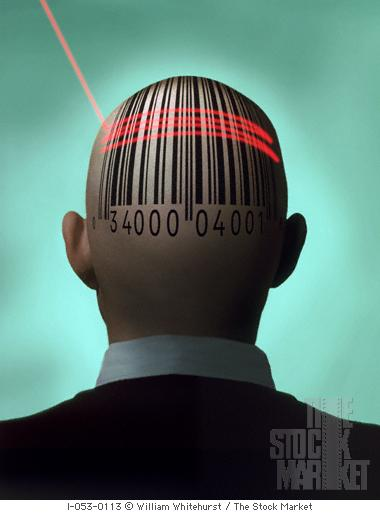 0 34000 04001
THE
STOCK
MARKET
I-053-0113 © William Whitehurst / The Stock Market